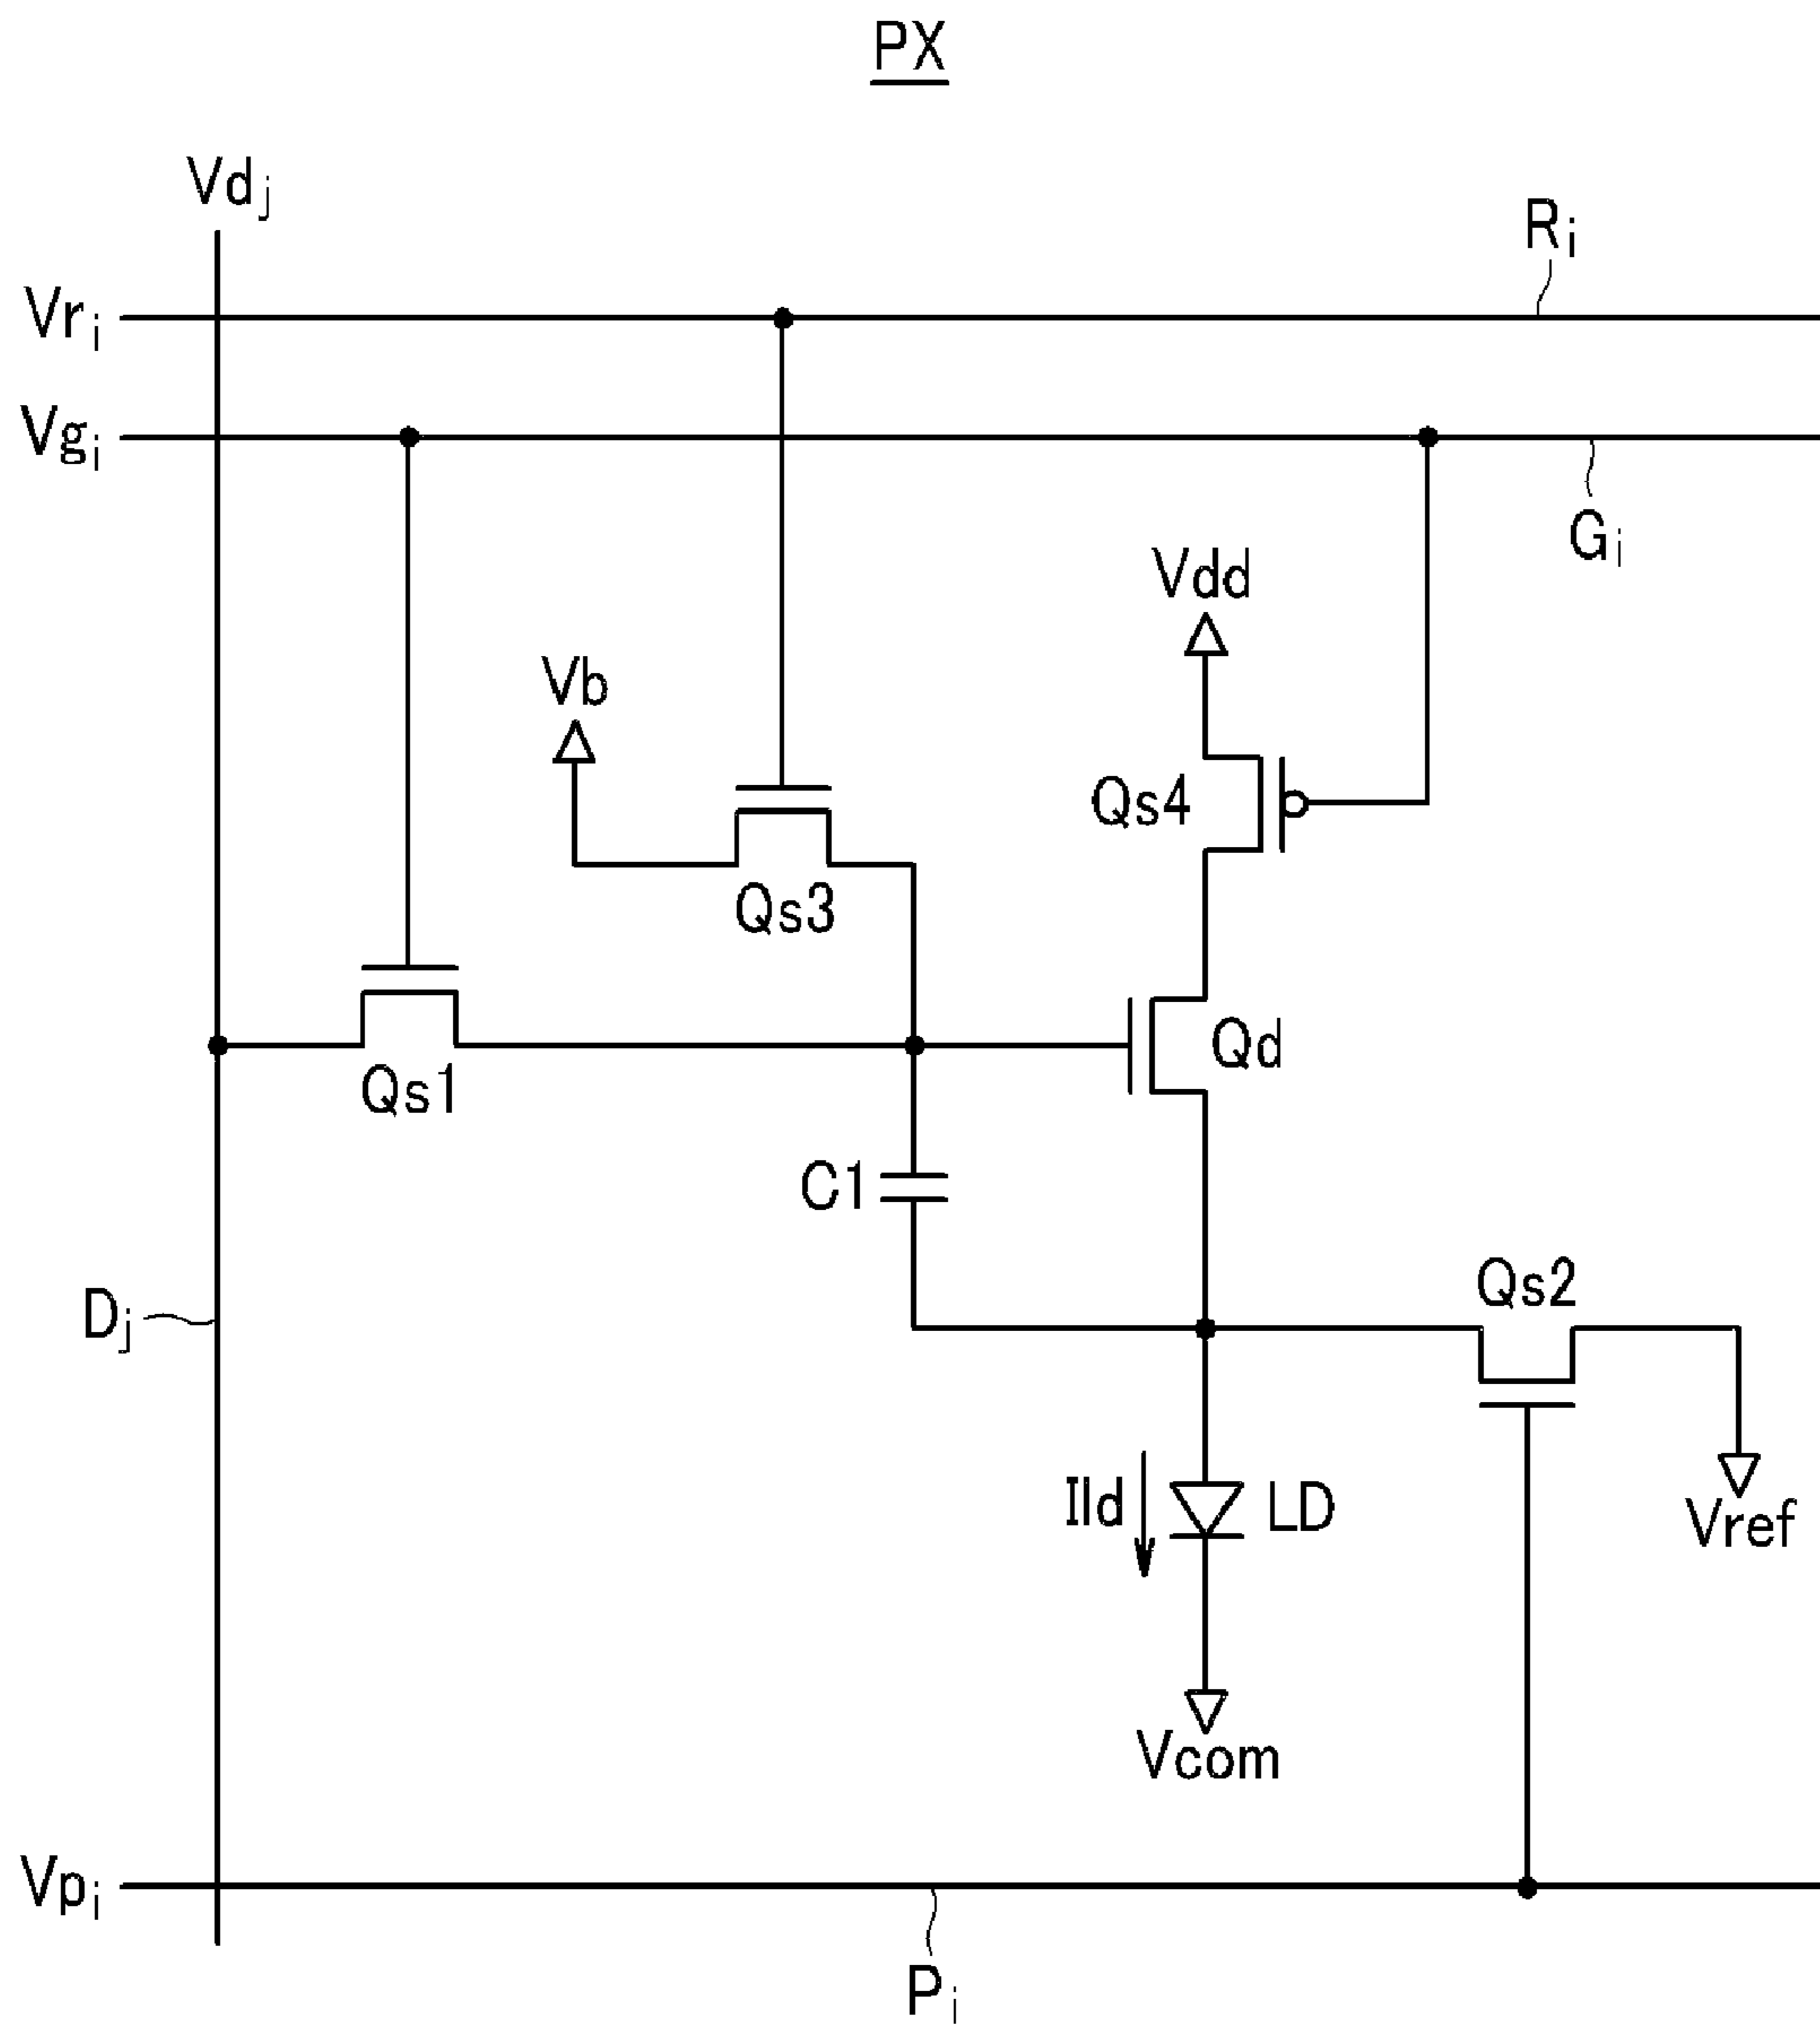 PX
Vdj
Ri
Vri
Vgi
Gi
Vdd
Vb
Qs4
Qs3
Qd
Qs1
C1
Qs2
Dj
Ild
LD
Vref
Vcom
Vpi
Pi